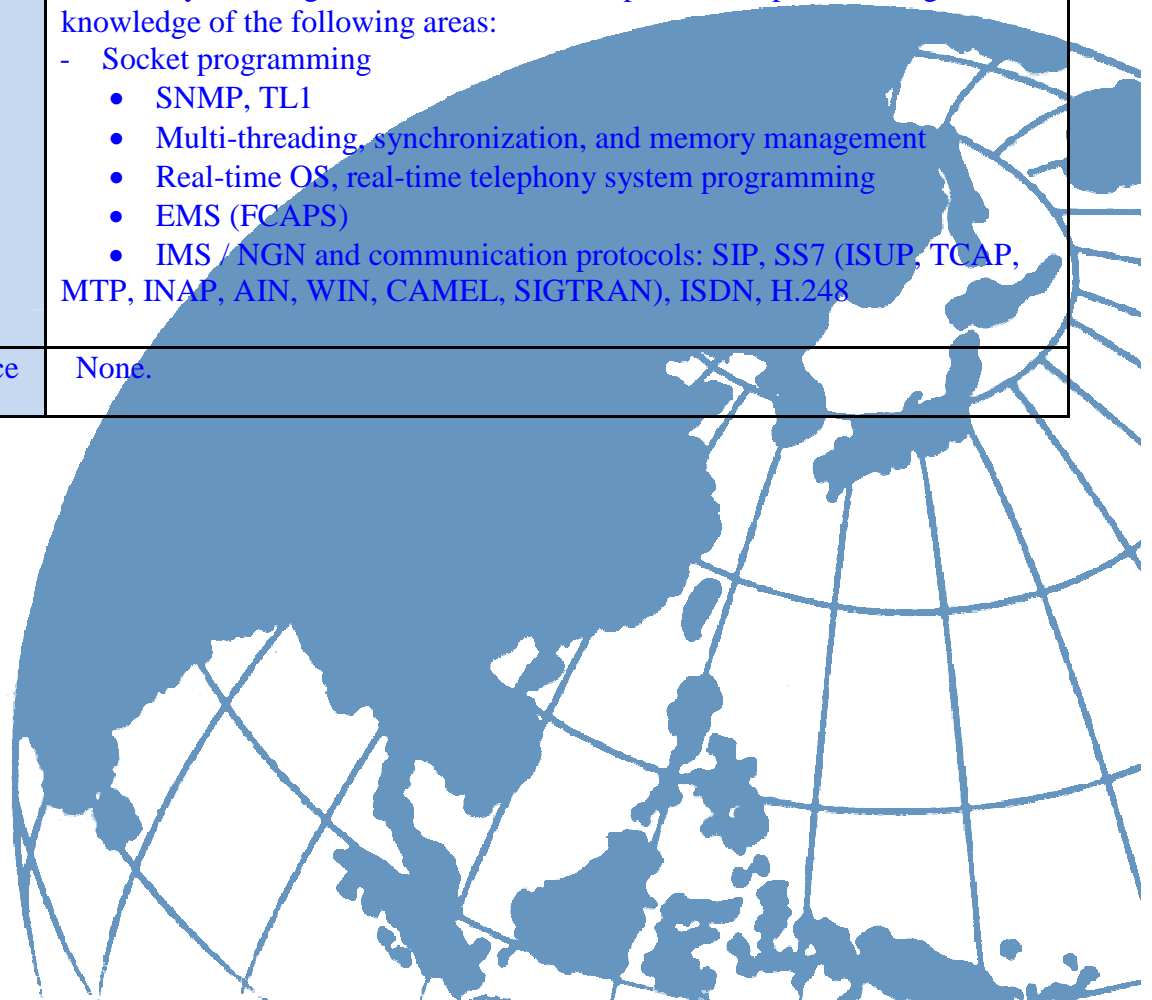 knowledge of the following areas:
- Socket programming
• SNMP, TL1
• Multi-threading, synchronization, and memory management
• Real-time OS, real-time telephony system programming
• EMS (FCAPS)
• IMS / NGN and communication protocols: SIP, SS7 (ISUP, TCAP,
MTP, INAP, AIN, WIN, CAMEL, SIGTRAN), ISDN, H.248
ce None.